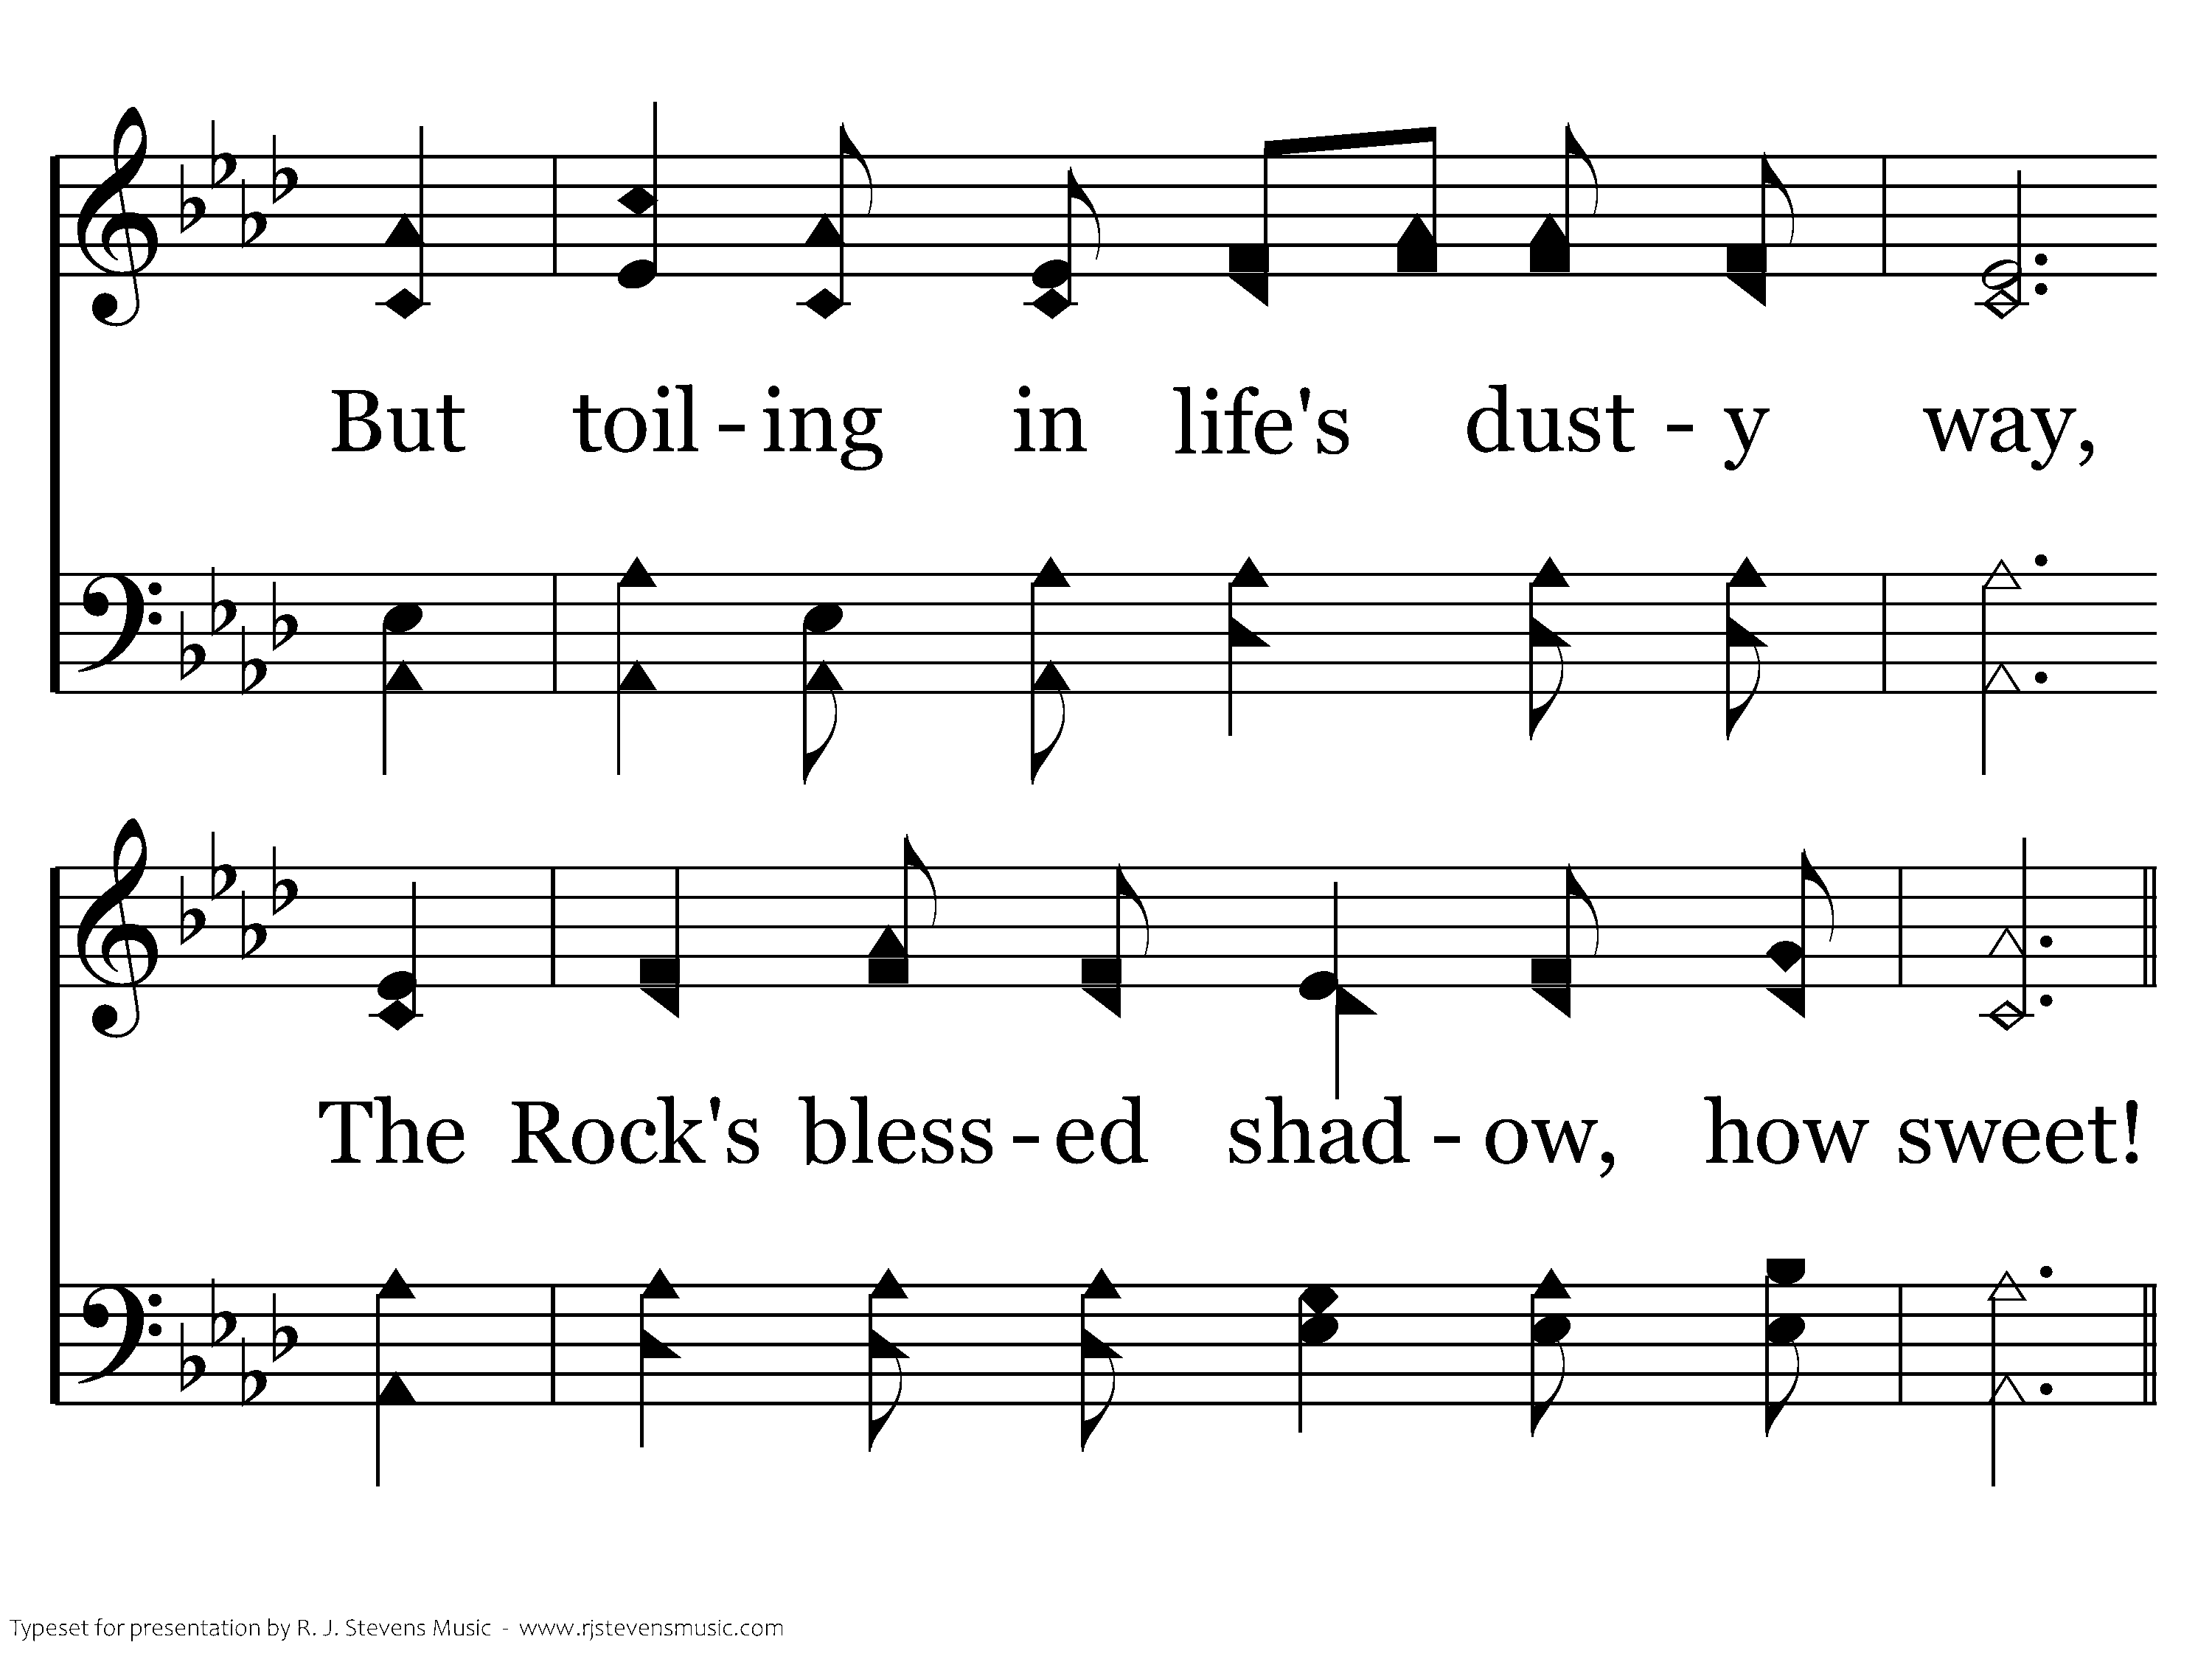 But toil - ing in life's dust - y way,
The Rock's bless - ed shad - ow, how sweet!
Typeset for presentation by R. J. Stevens Music - www.rjstevensmusic.com